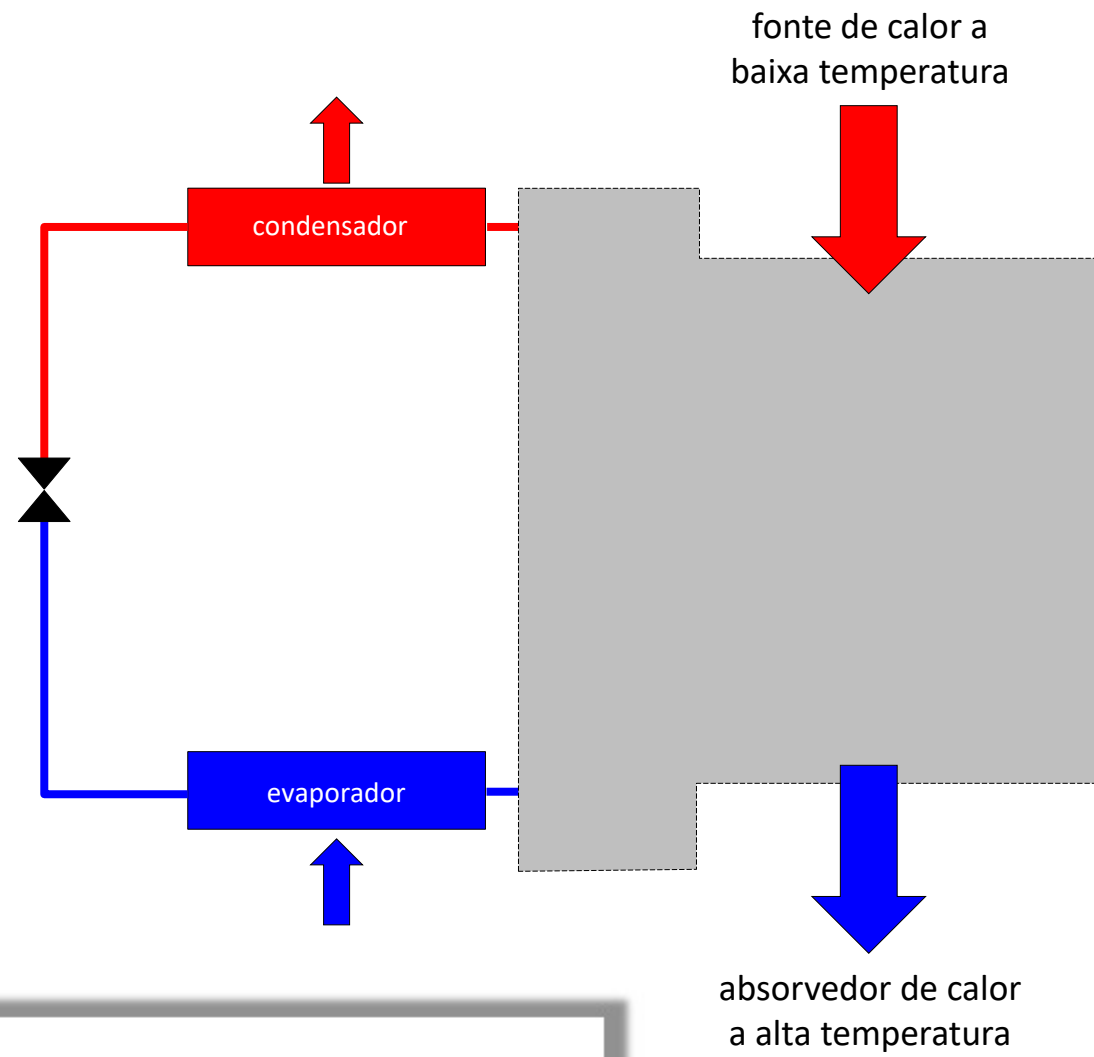 fonte de calor a
baixa temperatura
condensador
evaporador
absorvedor de calor
a alta temperatura